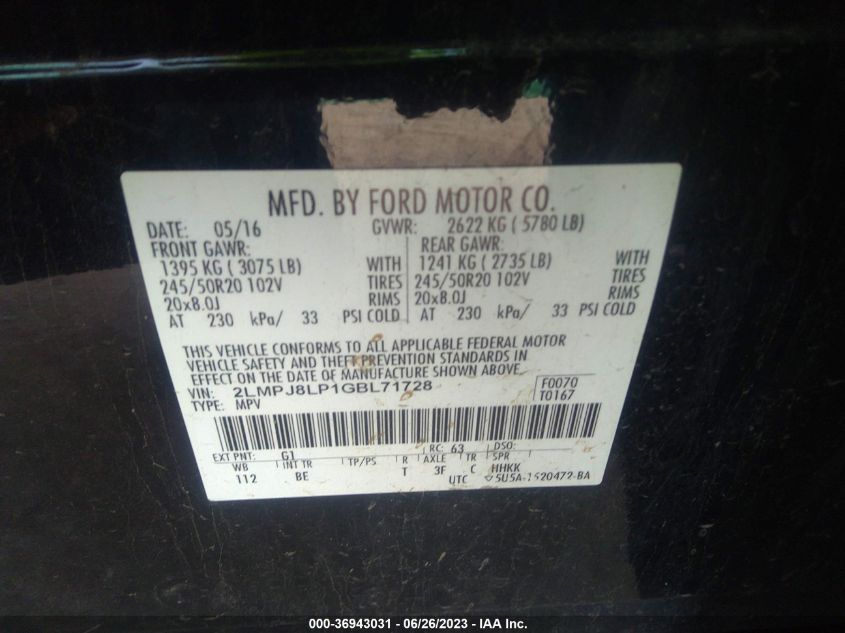 MFD. BY FORD MOTOR CO.
DATE: 05/16 GVWR: 2622 KG ( 5780 LB)
FRONT GAWR: REAR GAWR:
1395 KG ( 3075 LB) WITH 1241 KG ( 2735 LB) WITH
245/50R20 102V TIRES 245/50R20 102V TIRES
20x8.0J RIMS 20x8.0J RIMS
AT 230 kPa/ 33 PSI COLD AT 230 kPa/ 33 PSI COLD
THIS VEHICLE CONFORMS TO ALL APPLICABLE FEDERAL MOTOR
VEHICLE SAFETY AND THEFT PREVENTION STANDARDS IN
EFFECT ON THE DATE OF MANUFACTURE SHOWN ABOVE.
VIN: 2LMPJ8LP1GBL71728 F0070
TYPE: MPV T0167
EXT PNT: G1 RC: 63 DSO:
WB INT TR TP/PS R AXLE TR SPR
112 BE T 3F C HHKK
UTC 5U5A-1520472-BA
000-36943031 — 06/26/2023 — IAA Inc.